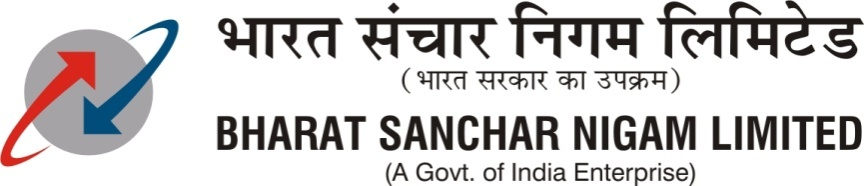 भारत संचार निगम लिमिटेड
(भारत सरकार का उपक्रम)
BHARAT SANCHAR NIGAM LIMITED
(A Govt. of India Enterprise)